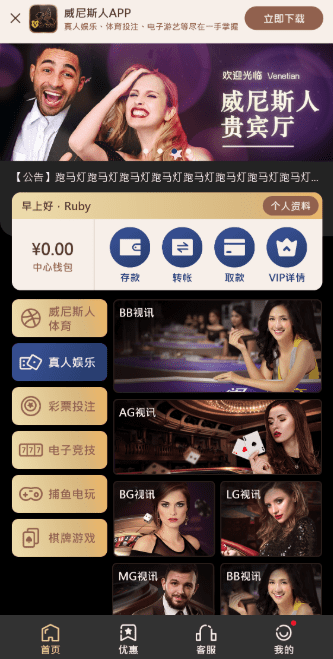 威尼斯人APP
真人娱乐·体育投注·电子游艺等尽在一手掌握
立即下载
欢迎光临 Venetian
威尼斯人
贵宾厅
【公告】跑马灯跑马灯跑马灯跑马灯跑马灯跑马灯跑马灯跑马灯...
早上好 · Ruby
个人资料
¥0.00
中心钱包
存款
转帐
取款
VIP详情
威尼斯人
体育
真人娱乐
彩票投注
777
电子竞技
捕鱼电玩
棋牌游戏
BB视讯
AG视讯
BG视讯
LG视讯
MG视讯
BB视讯
首页
优惠
客服
我的